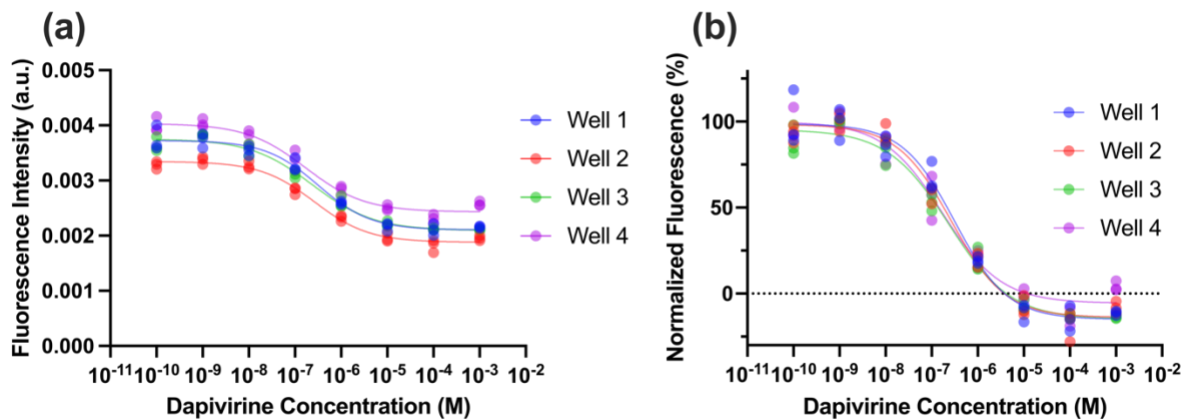 (a)
Fluorescence Intensity (a.u.)
0.005
0.004
0.003
0.002
0.001
0.000
10⁻¹¹ 10⁻¹⁰ 10⁻⁹ 10⁻⁸ 10⁻⁷ 10⁻⁶ 10⁻⁵ 10⁻⁴ 10⁻³ 10⁻²
Dapivirine Concentration (M)
Well 1
Well 2
Well 3
Well 4
(b)
Normalized Fluorescence (%)
100
50
0
10⁻¹¹ 10⁻¹⁰ 10⁻⁹ 10⁻⁸ 10⁻⁷ 10⁻⁶ 10⁻⁵ 10⁻⁴ 10⁻³ 10⁻²
Dapivirine Concentration (M)
Well 1
Well 2
Well 3
Well 4